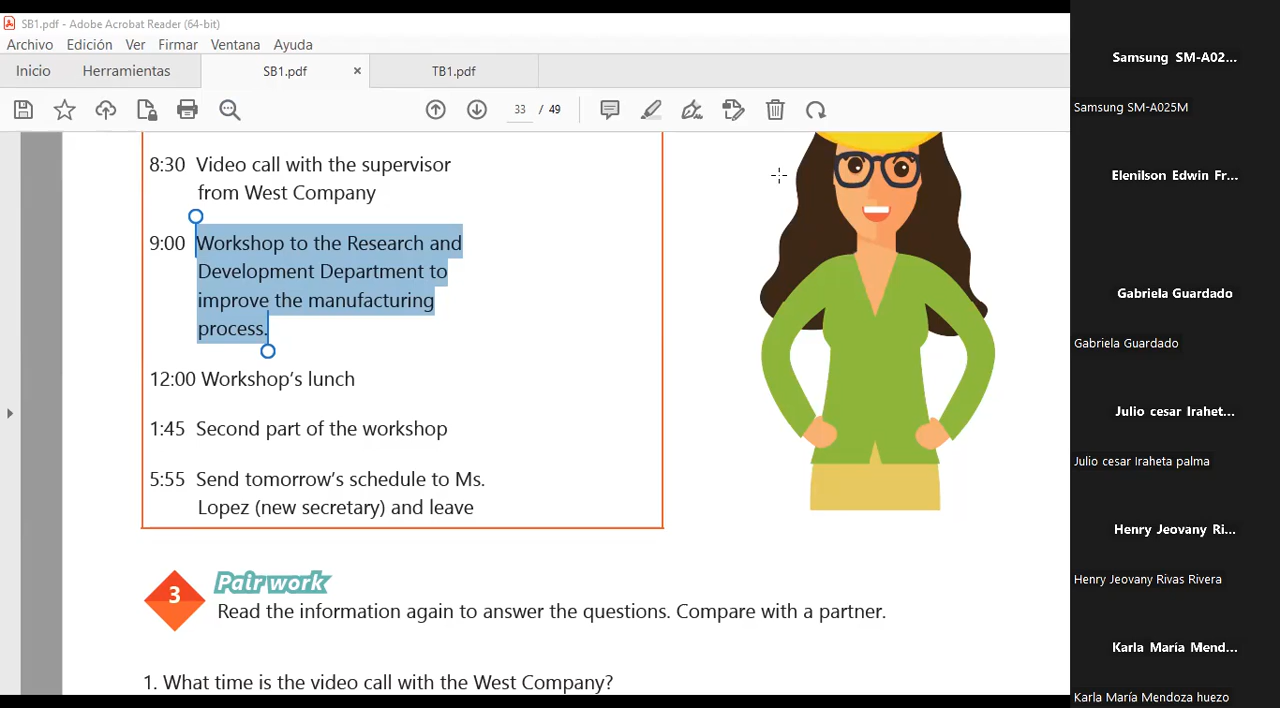 SB1.pdf - Adobe Acrobat Reader (64-bit)
Archivo Edición Ver Firmar Ventana Ayuda
Inicio Herramientas SB1.pdf × TB1.pdf
33 / 49
8:30 Video call with the supervisor
from West Company
9:00 Workshop to the Research and
Development Department to
improve the manufacturing
process.
12:00 Workshop's lunch
1:45 Second part of the workshop
5:55 Send tomorrow's schedule to Ms.
Lopez (new secretary) and leave
3 Pair work
Read the information again to answer the questions. Compare with a partner.
1. What time is the video call with the West Company?
Samsung SM-A02...
Samsung SM-A025M
Elenilson Edwin Fr...
Gabriela Guardado
Gabriela Guardado
Julio cesar Irahet...
Julio cesar Iraheta palma
Henry Jeovany Ri...
Henry Jeovany Rivas Rivera
Karla María Mend...
Karla María Mendoza huezo